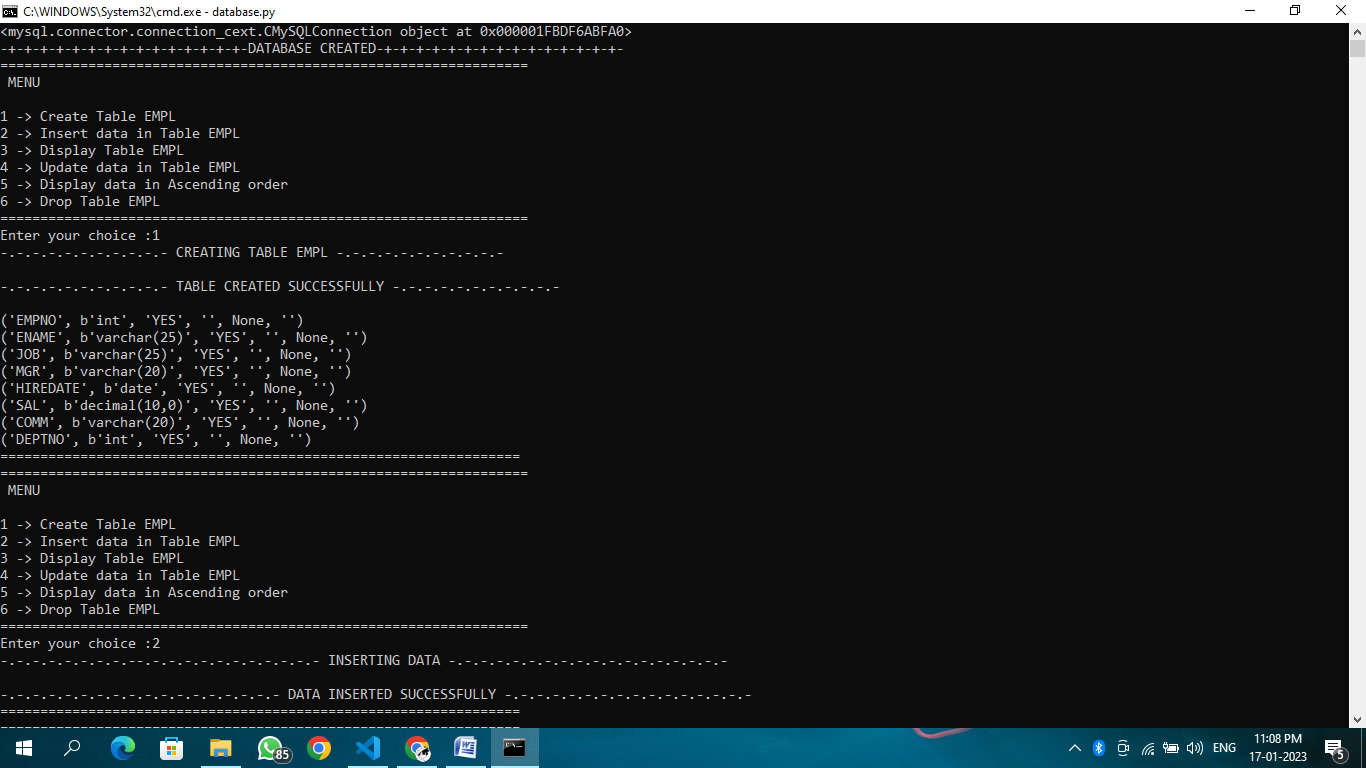 C:\WINDOWS\System32\cmd.exe - database.py
<mysql.connector.connection_cext.CMySQLConnection object at 0x000001FBDF6ABFA0>
-+-+-+-+-+-+-+-+-+-+-+-+-+-+-+-DATABASE CREATED-+-+-+-+-+-+-+-+-+-+-+-+-+-+-+-
==================================================================
 MENU

1 -> Create Table EMPL
2 -> Insert data in Table EMPL
3 -> Display Table EMPL
4 -> Update data in Table EMPL
5 -> Display data in Ascending order
6 -> Drop Table EMPL
==================================================================
Enter your choice :1
-.-.-.-.-.-.-.-.-.-.- CREATING TABLE EMPL -.-.-.-.-.-.-.-.-.-.-

-.-.-.-.-.-.-.-.-.-.- TABLE CREATED SUCCESSFULLY -.-.-.-.-.-.-.-.-.-.-

('EMPNO', b'int', 'YES', '', None, '')
('ENAME', b'varchar(25)', 'YES', '', None, '')
('JOB', b'varchar(25)', 'YES', '', None, '')
('MGR', b'varchar(20)', 'YES', '', None, '')
('HIREDATE', b'date', 'YES', '', None, '')
('SAL', b'decimal(10,0)', 'YES', '', None, '')
('COMM', b'varchar(20)', 'YES', '', None, '')
('DEPTNO', b'int', 'YES', '', None, '')
=================================================================
==================================================================
 MENU

1 -> Create Table EMPL
2 -> Insert data in Table EMPL
3 -> Display Table EMPL
4 -> Update data in Table EMPL
5 -> Display data in Ascending order
6 -> Drop Table EMPL
==================================================================
Enter your choice :2
-.-.-.-.-.-.-.-.--.-.-.-.-.-.-.-.-.-.-.- INSERTING DATA -.-.-.-.-.-.-.-.-.-.-.-.-.-.-.-.-.-

-.-.-.-.-.-.-.-.-.-.-.-.-.-.-.-.-.- DATA INSERTED SUCCESSFULLY -.-.-.-.-.-.-.-.-.-.-.-.-.-.-.-
=================================================================
=================================================================
85
ENG
11:08 PM
17-01-2023
5